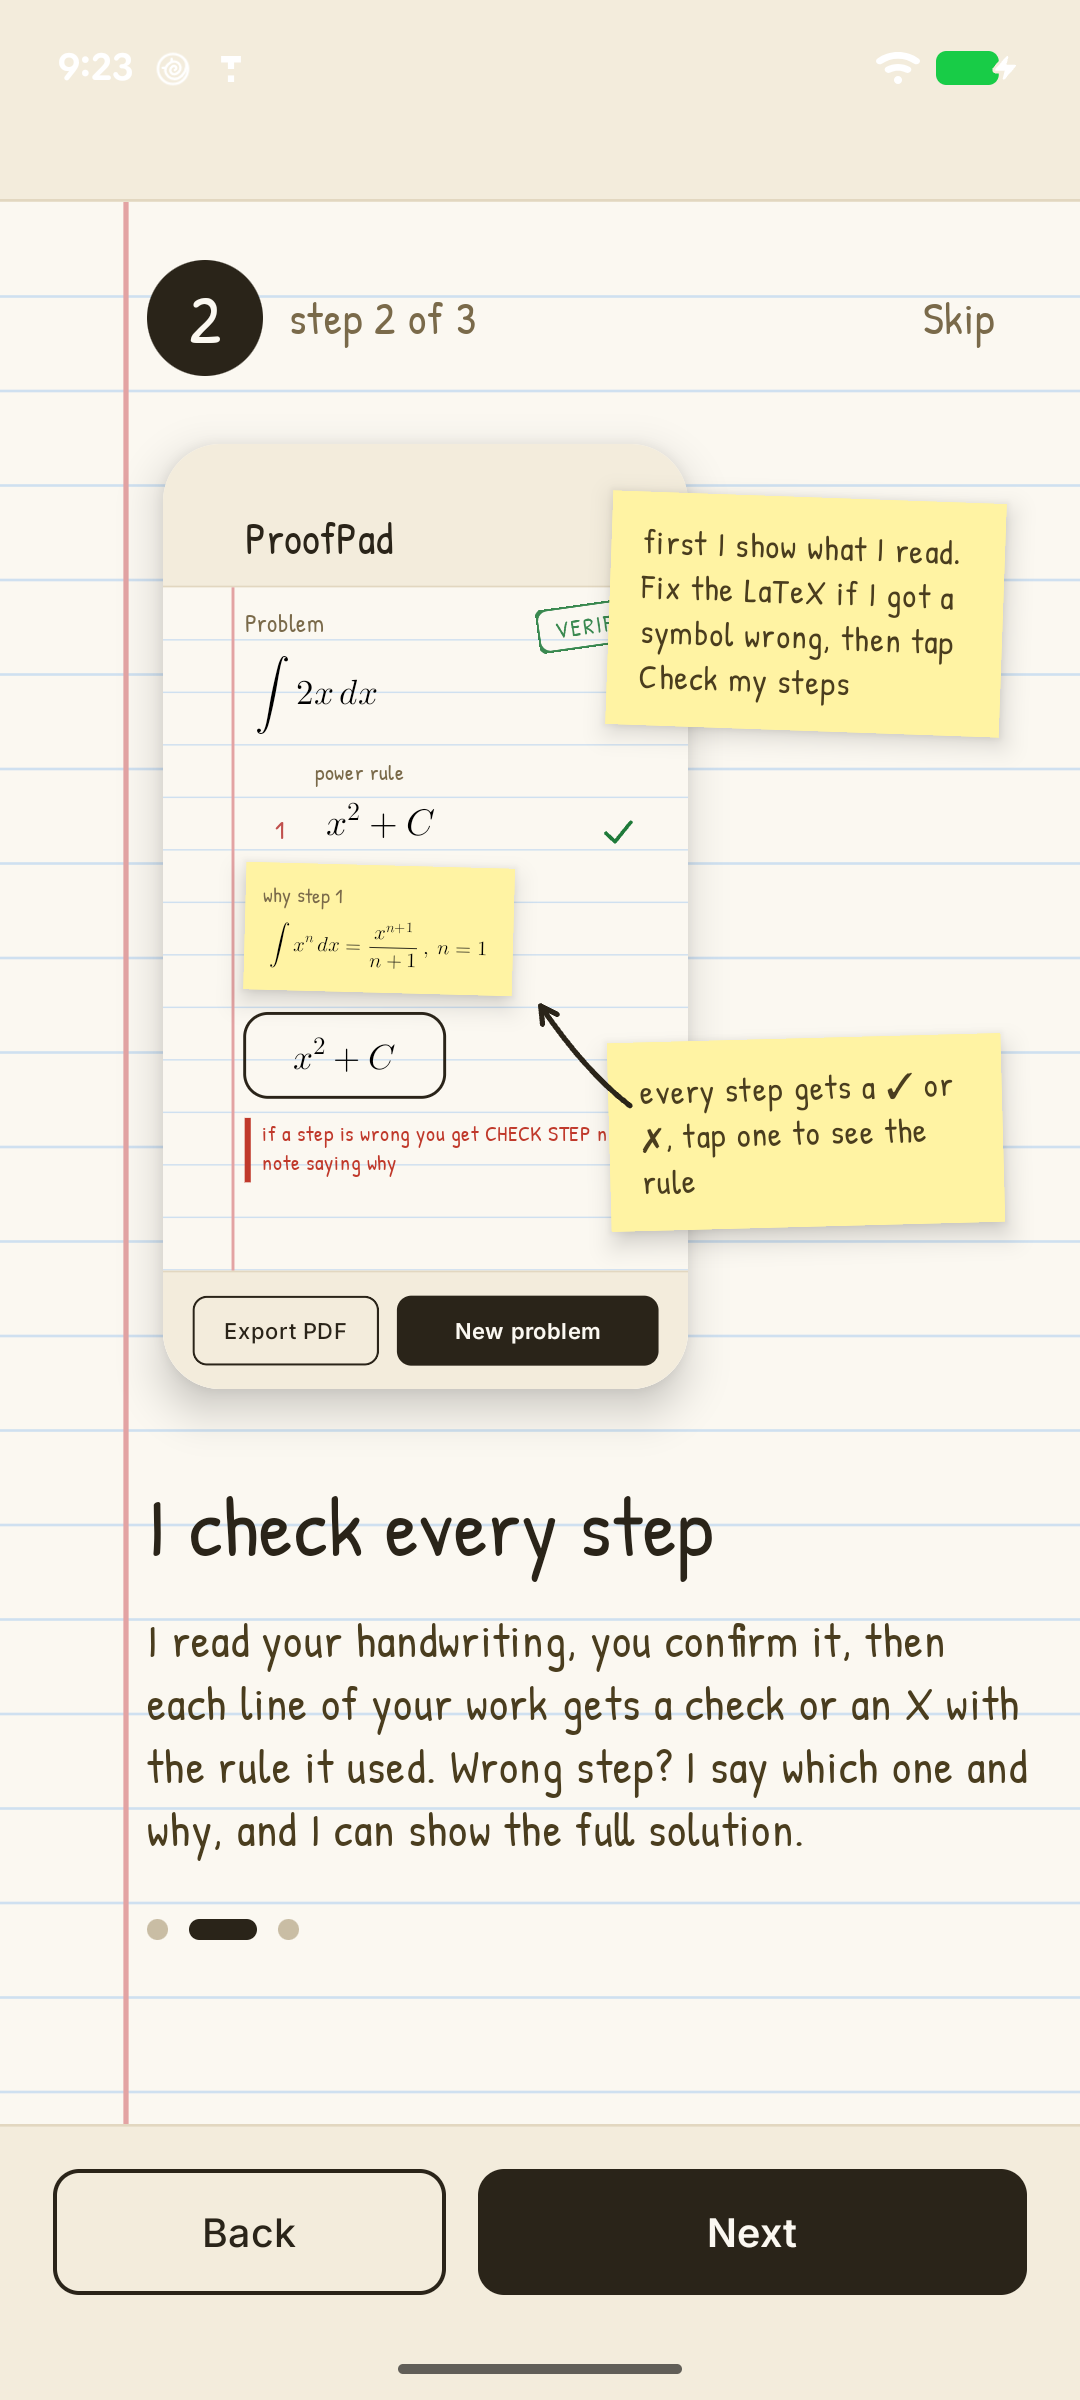 9:23
2
step 2 of 3
Skip
ProofPad
first I show what I read.
Fix the LaTeX if I got a
symbol wrong, then tap
Check my steps
Problem
VERIF
∫ 2x dx
power rule
1 x² + C ✓
why step 1
∫ xⁿ dx = xⁿ⁺¹ / n + 1 , n = 1
x² + C
every step gets a ✓ or
✗, tap one to see the
rule
if a step is wrong you get CHECK STEP n
note saying why
Export PDF
New problem
I check every step
I read your handwriting, you confirm it, then
each line of your work gets a check or an X with
the rule it used. Wrong step? I say which one and
why, and I can show the full solution.
Back
Next